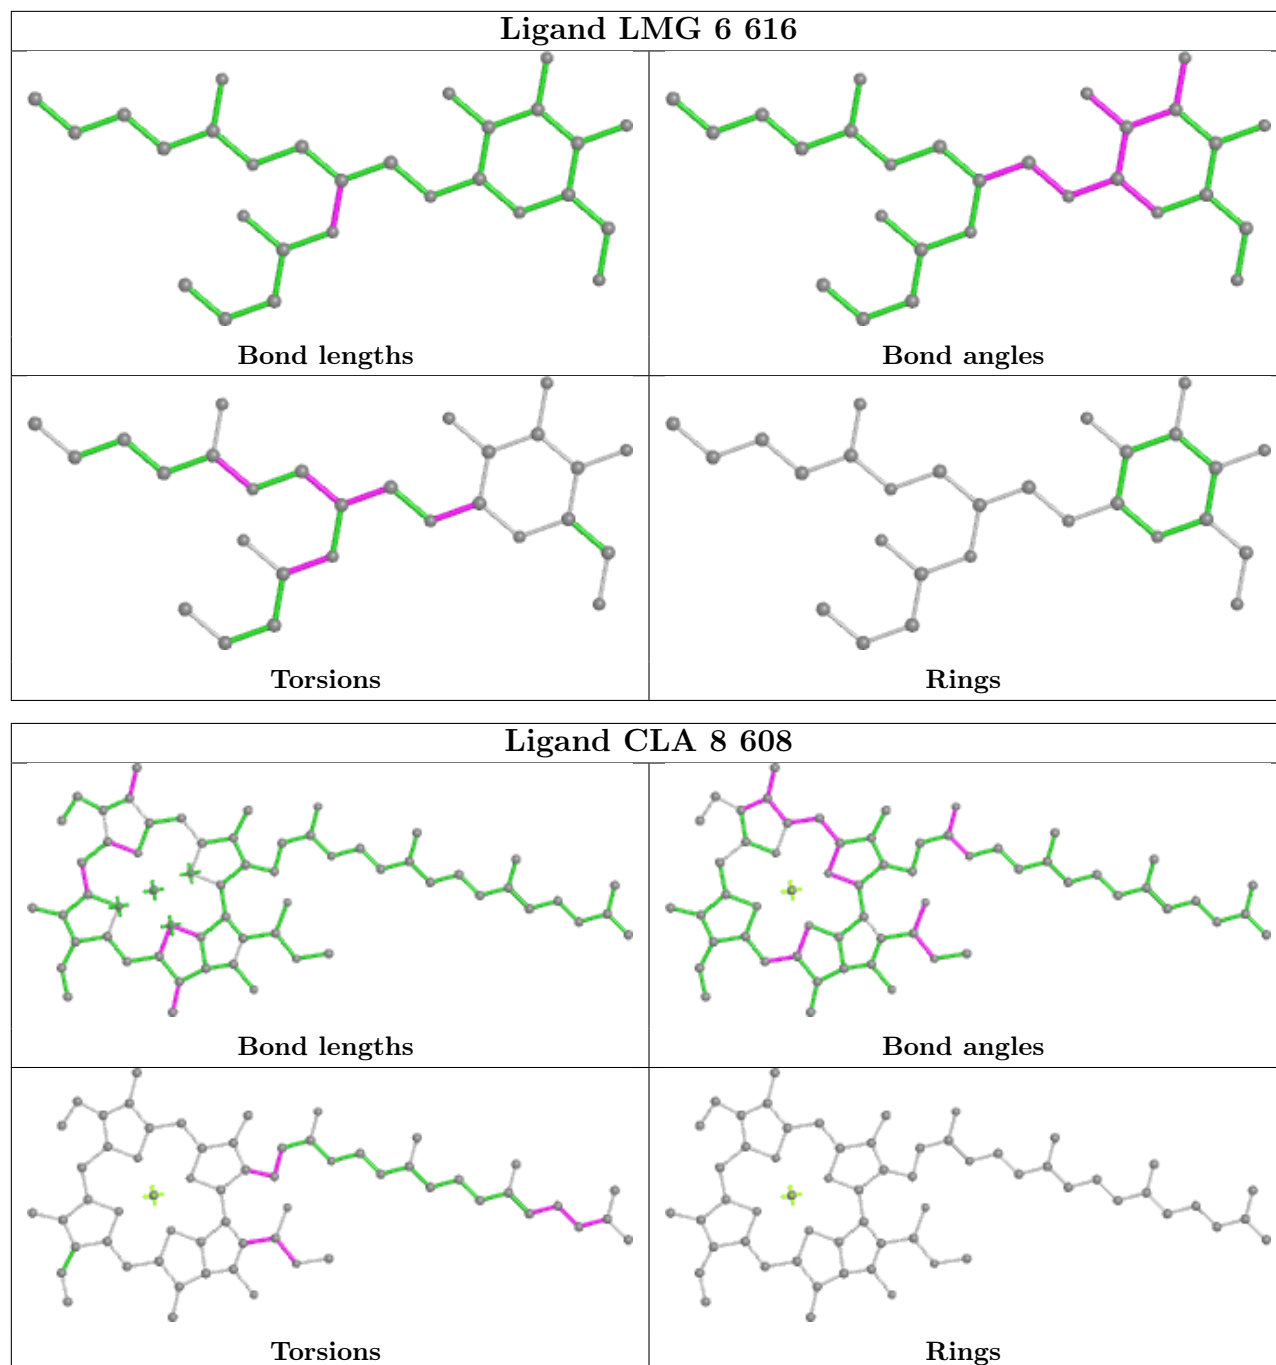 Ligand LMG 6 616
Bond lengths
Bond angles
Torsions
Rings
Ligand CLA 8 608
Bond lengths
Bond angles
Torsions
Rings